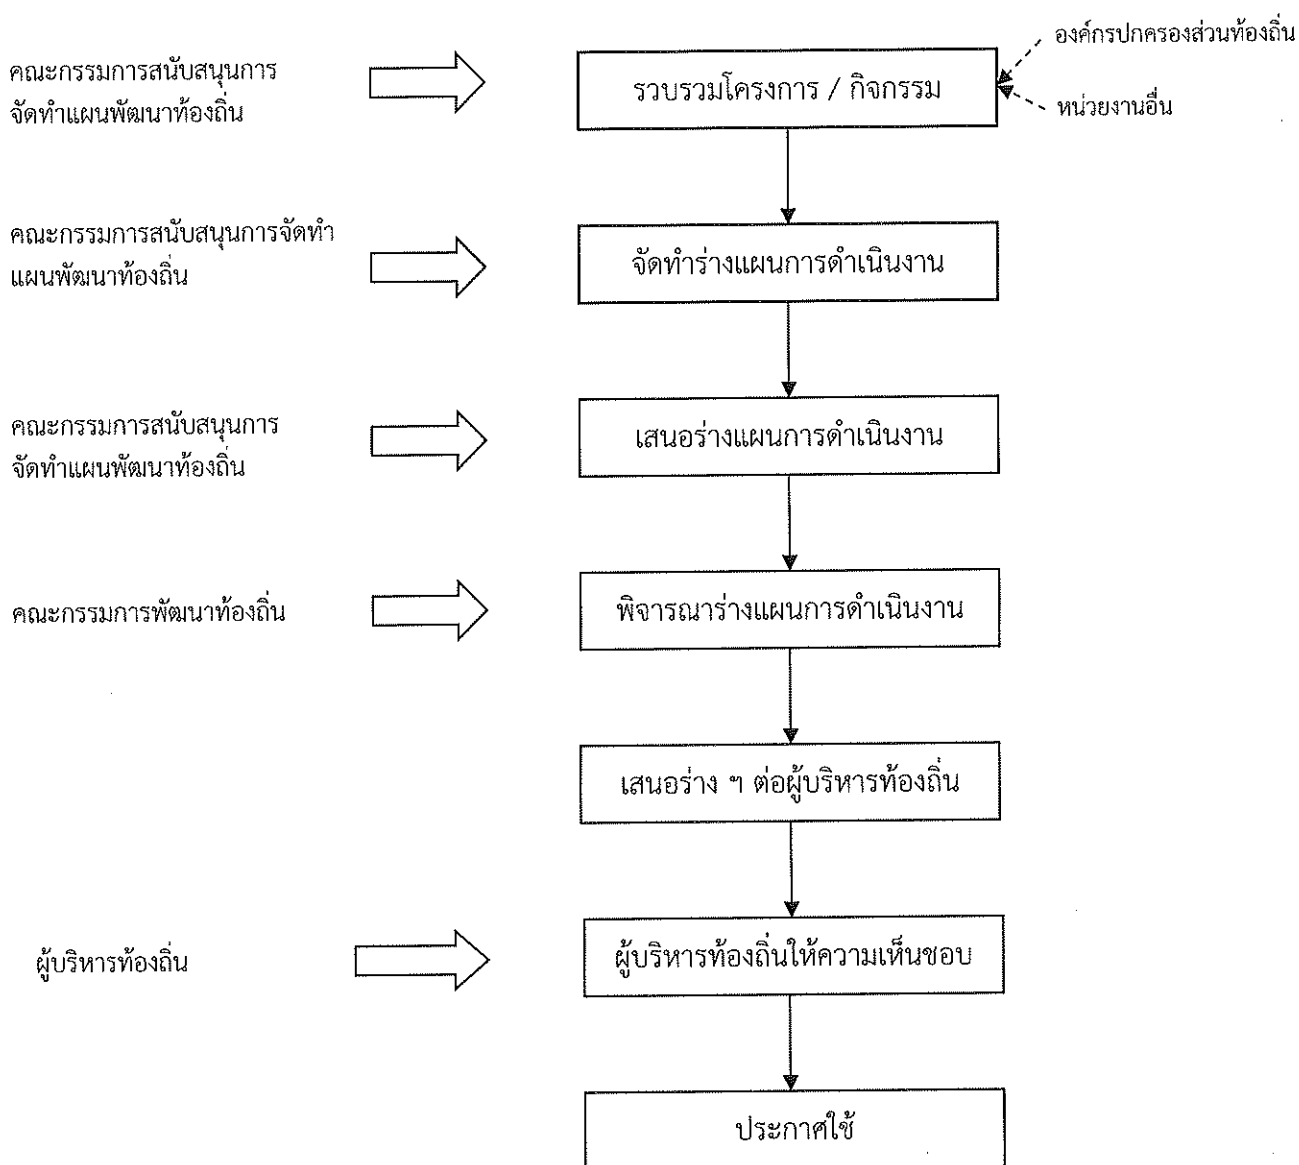 องค์กรปกครองส่วนท้องถิ่น
คณะกรรมการสนับสนุนการ
จัดทำแผนพัฒนาท้องถิ่น
รวบรวมโครงการ / กิจกรรม
หน่วยงานอื่น
คณะกรรมการสนับสนุนการจัดทำ
แผนพัฒนาท้องถิ่น
จัดทำร่างแผนการดำเนินงาน
คณะกรรมการสนับสนุนการ
จัดทำแผนพัฒนาท้องถิ่น
เสนอร่างแผนการดำเนินงาน
คณะกรรมการพัฒนาท้องถิ่น
พิจารณาร่างแผนการดำเนินงาน
เสนอร่าง ฯ ต่อผู้บริหารท้องถิ่น
ผู้บริหารท้องถิ่น
ผู้บริหารท้องถิ่นให้ความเห็นชอบ
ประกาศใช้